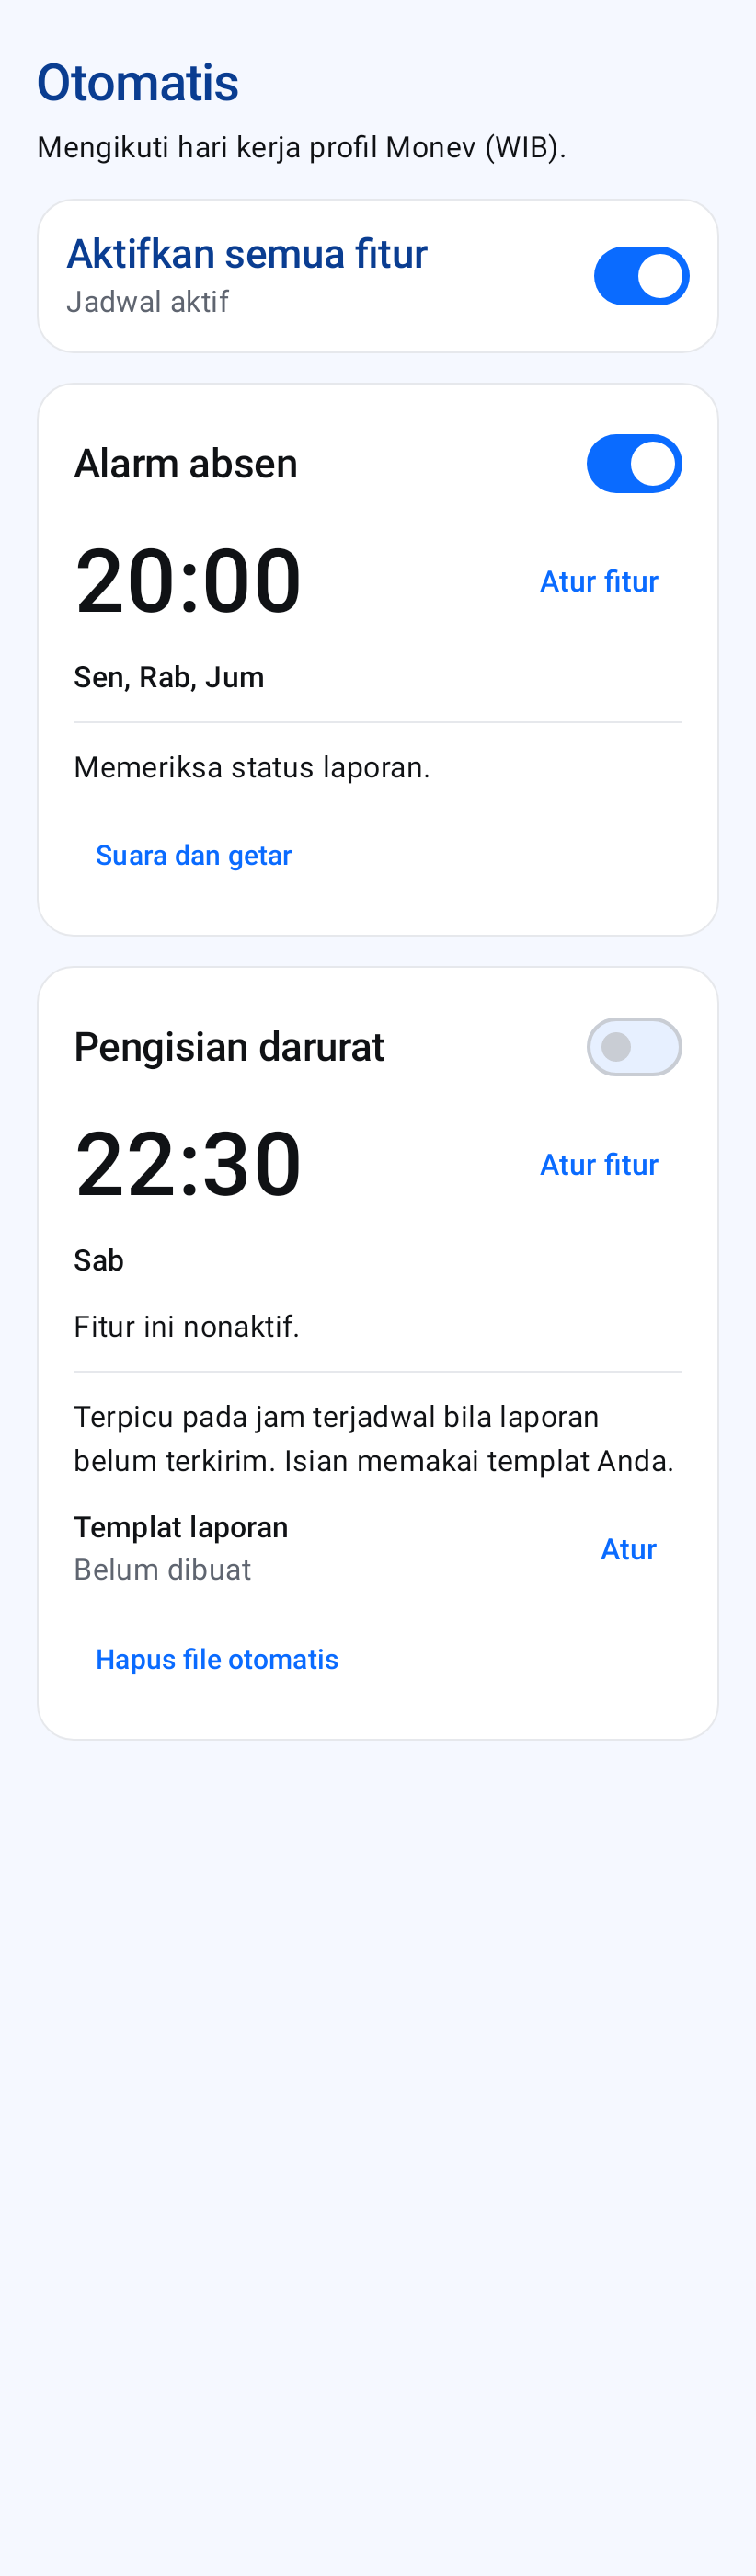 Otomatis
Mengikuti hari kerja profil Monev (WIB).
Aktifkan semua fitur
Jadwal aktif
Alarm absen
20:00
Atur fitur
Sen, Rab, Jum
Memeriksa status laporan.
Suara dan getar
Pengisian darurat
22:30
Atur fitur
Sab
Fitur ini nonaktif.
Terpicu pada jam terjadwal bila laporan
belum terkirim. Isian memakai templat Anda.
Templat laporan
Belum dibuat
Atur
Hapus file otomatis